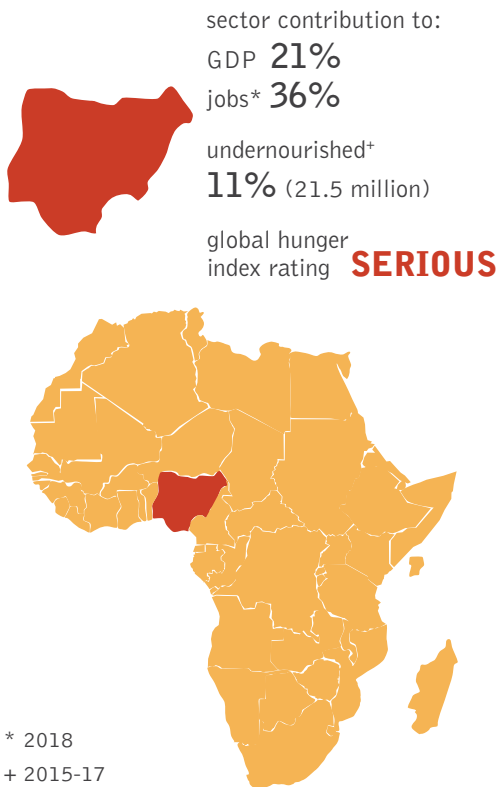 sector contribution to:
GDP 21%
jobs* 36%
undernourished+
11% (21.5 million)
global hunger
index rating SERIOUS
* 2018
+ 2015-17